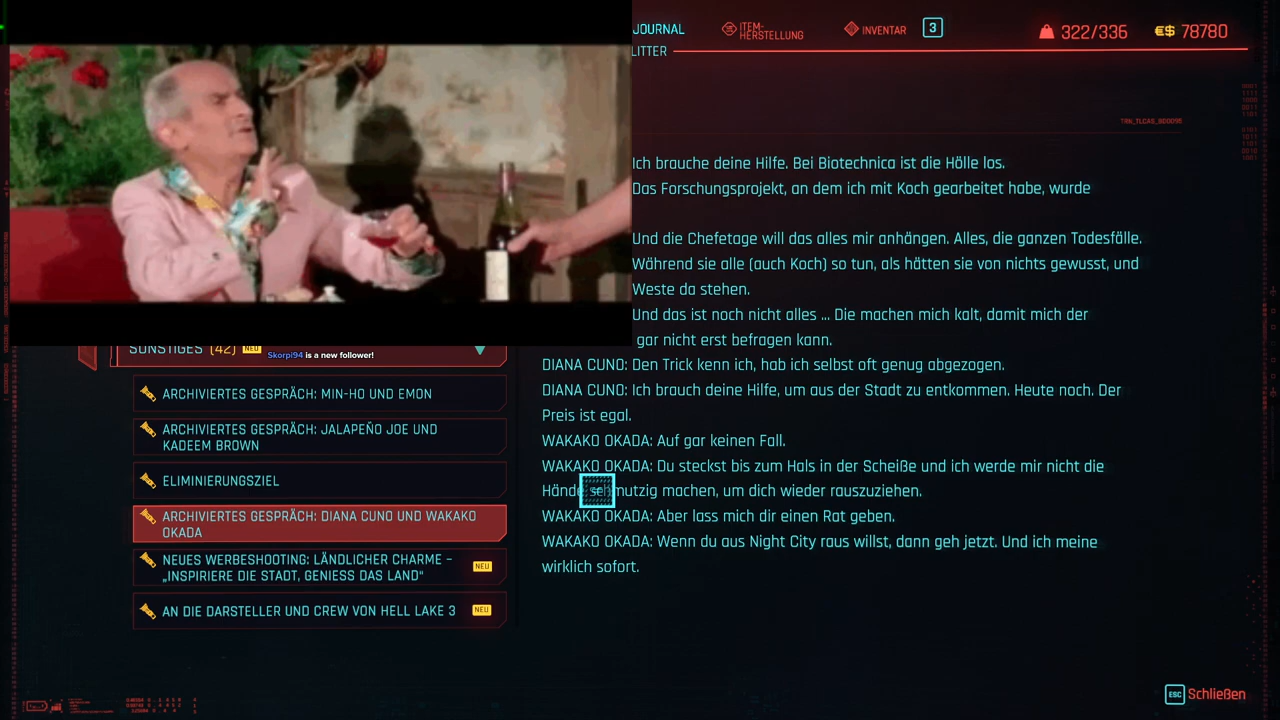 JOURNAL
ITEM-
HERSTELLUNG
INVENTAR
3
322/336
€$ 78780
LITTER
Ich brauche deine Hilfe. Bei Biotechnica ist die Hölle los.
Das Forschungsprojekt, an dem ich mit Koch gearbeitet habe, wurde
Und die Chefetage will das alles mir anhängen. Alles, die ganzen Todesfälle.
Während sie alle (auch Koch) so tun, als hätten sie von nichts gewusst, und
Weste da stehen.
Und das ist noch nicht alles ... Die machen mich kalt, damit mich der
gar nicht erst befragen kann.
DIANA CUNO: Den Trick kenn ich, hab ich selbst oft genug abgezogen.
DIANA CUNO: Ich brauch deine Hilfe, um aus der Stadt zu entkommen. Heute noch. Der
Preis ist egal.
WAKAKO OKADA: Auf gar keinen Fall.
WAKAKO OKADA: Du steckst bis zum Hals in der Scheiße und ich werde mir nicht die
Hände schmutzig machen, um dich wieder rauszuziehen.
WAKAKO OKADA: Aber lass mich dir einen Rat geben.
WAKAKO OKADA: Wenn du aus Night City raus willst, dann geh jetzt. Und ich meine
wirklich sofort.
SONSTIGES (42) NEU
Skorpi94 is a new follower!
ARCHIVIERTES GESPRÄCH: MIN-HO UND EMON
ARCHIVIERTES GESPRÄCH: JALAPEÑO JOE UND
KADEEM BROWN
ELIMINIERUNGSZIEL
ARCHIVIERTES GESPRÄCH: DIANA CUNO UND WAKAKO
OKADA
NEUES WERBESHOOTING: LÄNDLICHER CHARME –
„INSPIRIERE DIE STADT, GENIESS DAS LAND“
NEU
AN DIE DARSTELLER UND CREW VON HELL LAKE 3
NEU
ESC Schließen